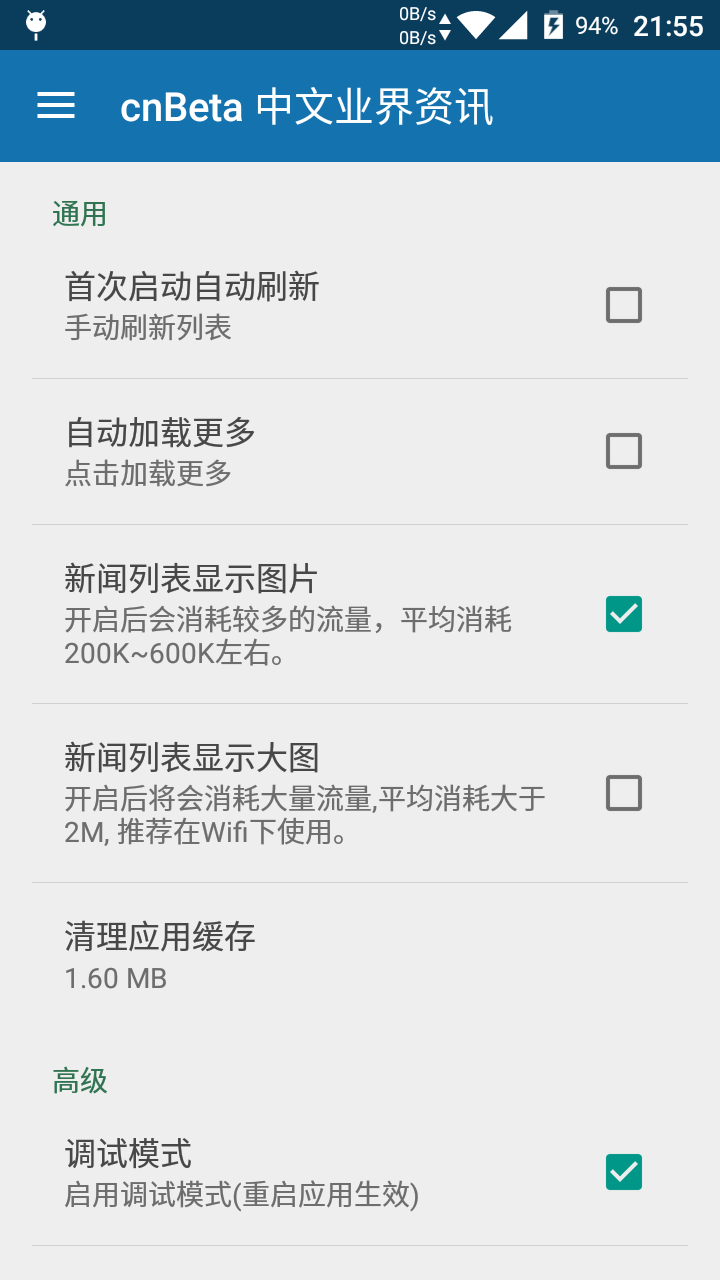 0B/s
0B/s
94%
21:55
cnBeta 中文业界资讯
通用
首次启动自动刷新
手动刷新列表
自动加载更多
点击加载更多
新闻列表显示图片
开启后会消耗较多的流量，平均消耗
200K~600K左右。
新闻列表显示大图
开启后将会消耗大量流量,平均消耗大于
2M, 推荐在Wifi下使用。
清理应用缓存
1.60 MB
高级
调试模式
启用调试模式(重启应用生效)